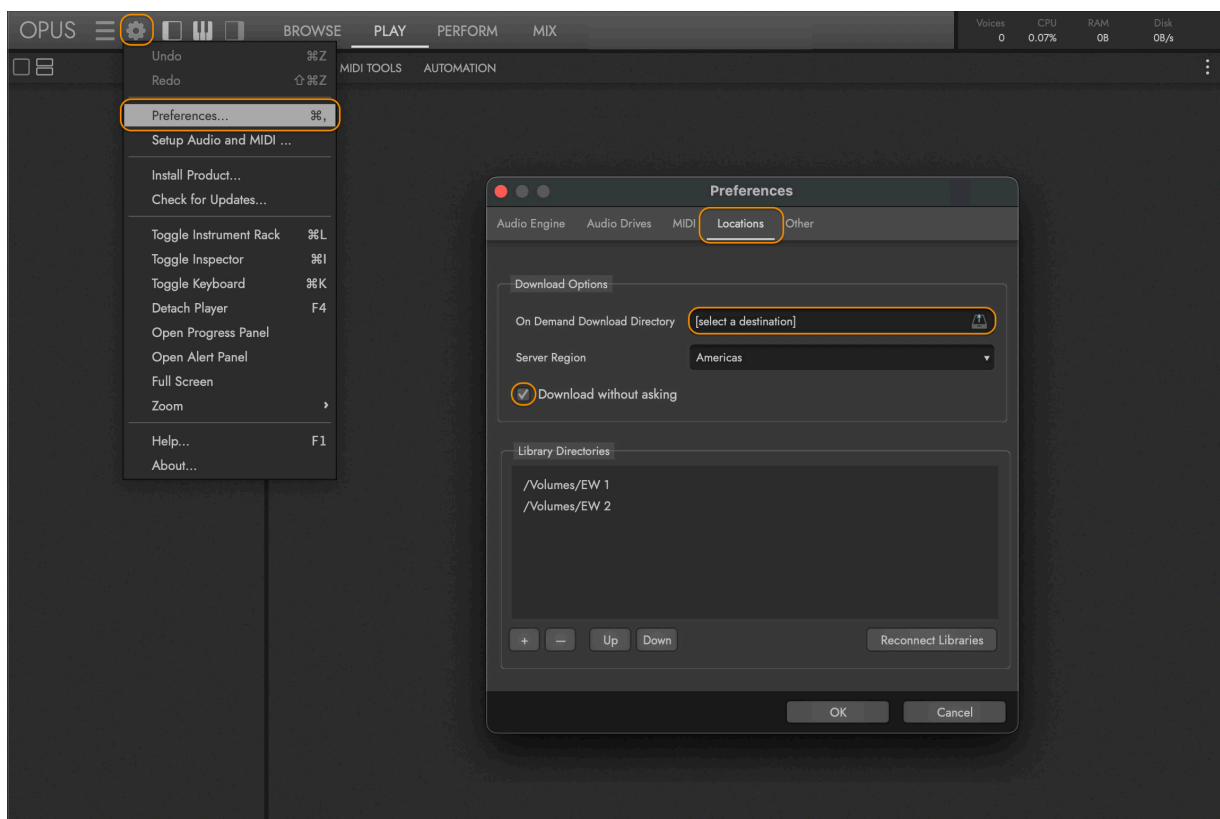 OPUS BROWSE PLAY PERFORM MIX Voices CPU RAM Disk
0 0.07% 0B 0B/s
MIDI TOOLS AUTOMATION
Undo ⌘Z
Redo ⇧⌘Z
Preferences... ⌘,
Setup Audio and MIDI ...
Install Product...
Check for Updates...
Toggle Instrument Rack ⌘L
Toggle Inspector ⌘I
Toggle Keyboard ⌘K
Detach Player F4
Open Progress Panel
Open Alert Panel
Full Screen
Zoom ›
Help... F1
About...
Preferences
Audio Engine Audio Drives MIDI Locations Other
Download Options
On Demand Download Directory [select a destination]
Server Region Americas
Download without asking
Library Directories
/Volumes/EW 1
/Volumes/EW 2
+ – Up Down Reconnect Libraries
OK Cancel